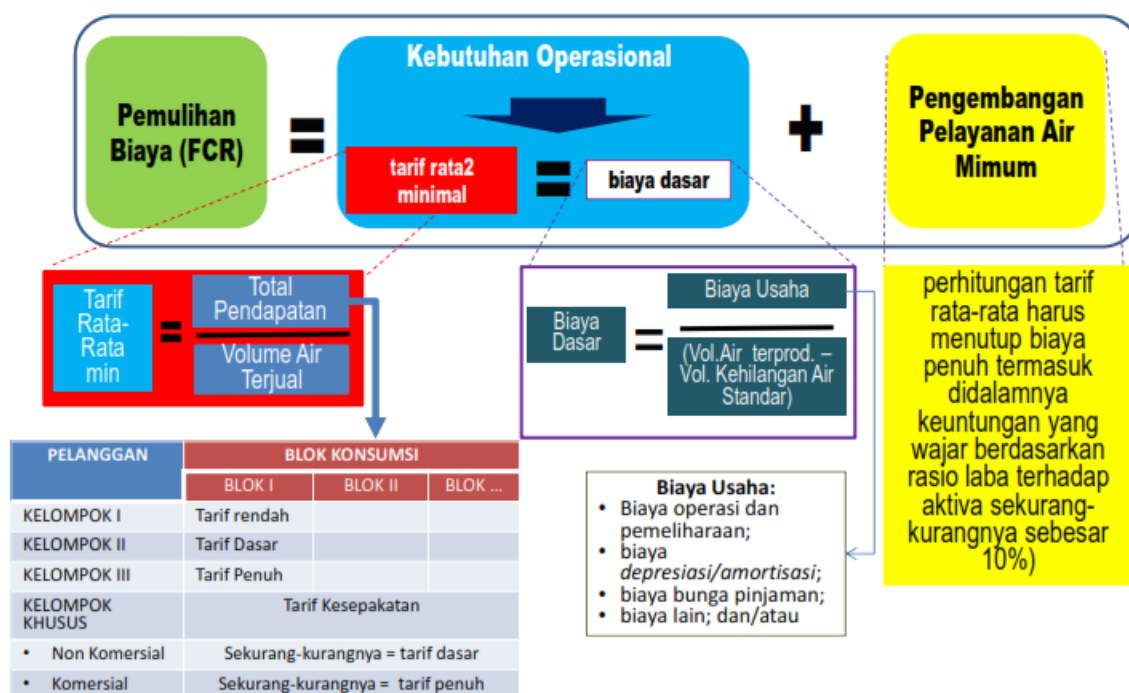 Pemulihan
Biaya (FCR)
=
Kebutuhan Operasional
tarif rata2
minimal
=
biaya dasar
+
Pengembangan
Pelayanan Air
Mimum
Tarif
Rata-
Rata
min
=
Total
Pendapatan
Volume Air
Terjual
Biaya
Dasar
=
Biaya Usaha
(Vol.Air terprod. –
Vol. Kehilangan Air
Standar)
perhitungan tarif
rata-rata harus
menutup biaya
penuh termasuk
didalamnya
keuntungan yang
wajar berdasarkan
rasio laba terhadap
aktiva sekurang-
kurangnya sebesar
10%)
PELANGGAN BLOK KONSUMSI
BLOK I BLOK II BLOK ...
KELOMPOK I Tarif rendah
KELOMPOK II Tarif Dasar
KELOMPOK III Tarif Penuh
KELOMPOK
KHUSUS
Tarif Kesepakatan
• Non Komersial Sekurang-kurangnya = tarif dasar
• Komersial Sekurang-kurangnya = tarif penuh
Biaya Usaha:
• Biaya operasi dan
pemeliharaan;
• biaya
depresiasi/amortisasi;
• biaya bunga pinjaman;
• biaya lain; dan/atau